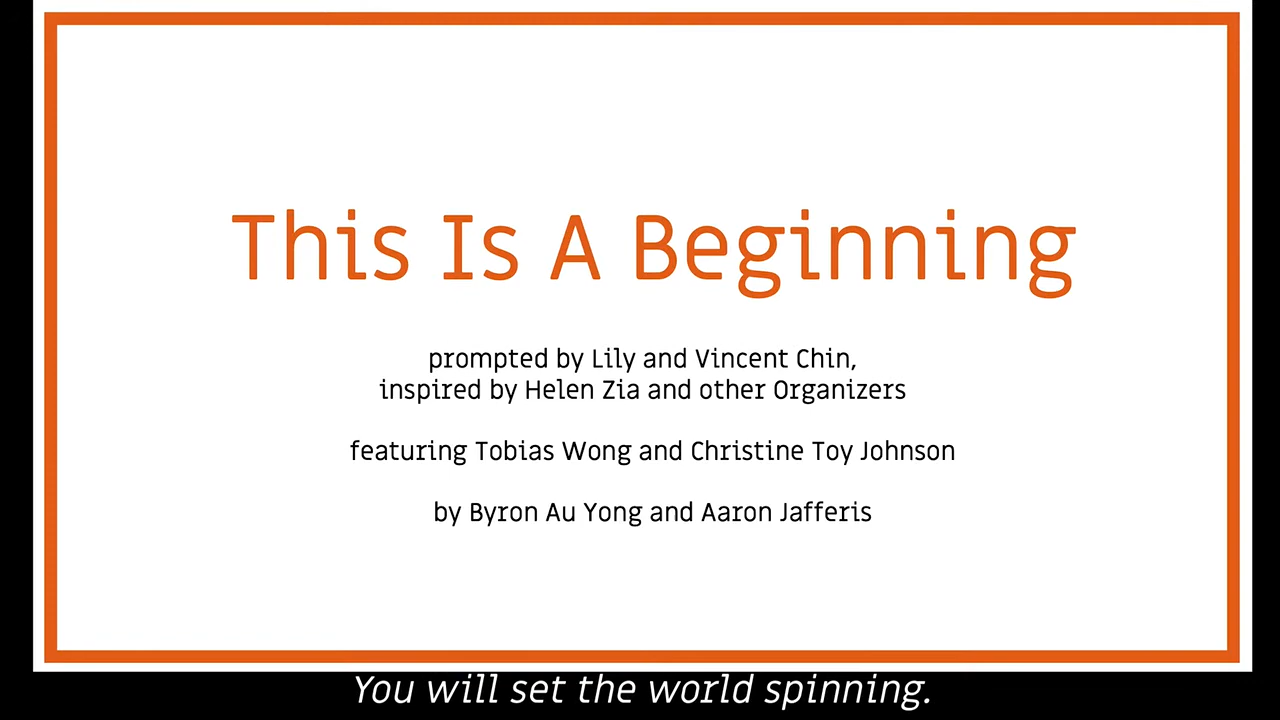 This Is A Beginning
prompted by Lily and Vincent Chin,
inspired by Helen Zia and other Organizers
featuring Tobias Wong and Christine Toy Johnson
by Byron Au Yong and Aaron Jafferis
You will set the world spinning.